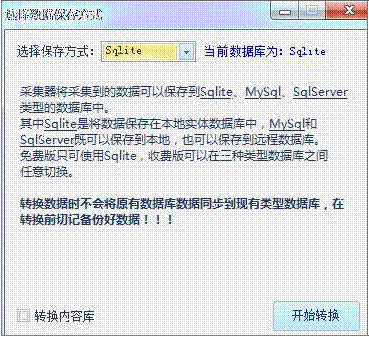 选择数据保存方式
选择保存方式： Sqlite 当前数据库为：Sqlite
采集器将采集到的数据可以保存到Sqlite、MySql、SqlServer
类型的数据库中。
其中Sqlite是将数据保存在本地实体数据库中，MySql和
SqlServer既可以保存到本地，也可以保存到远程数据库。
免费版只可使用Sqlite，收费版可以在三种类型数据库之间
任意切换。
转换数据时不会将原有数据库数据同步到现有类型数据库，在
转换前切记备份好数据！！！
转换内容库
开始转换